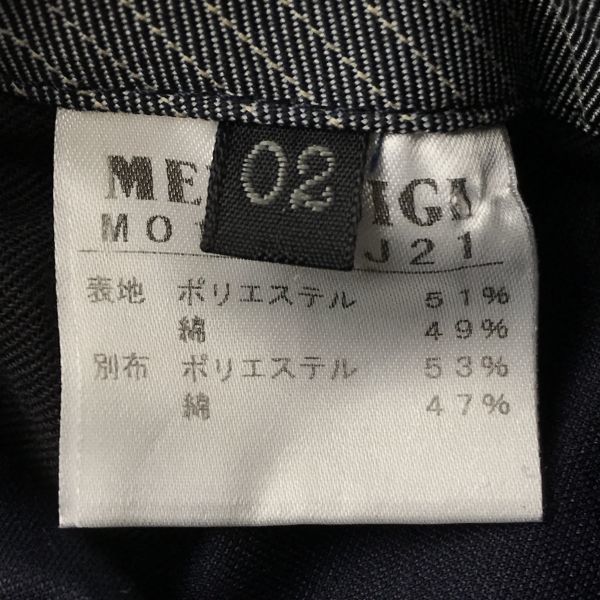 02
表地 ポリエステル 51%
綿 49%
別布 ポリエステル 53%
綿 47%